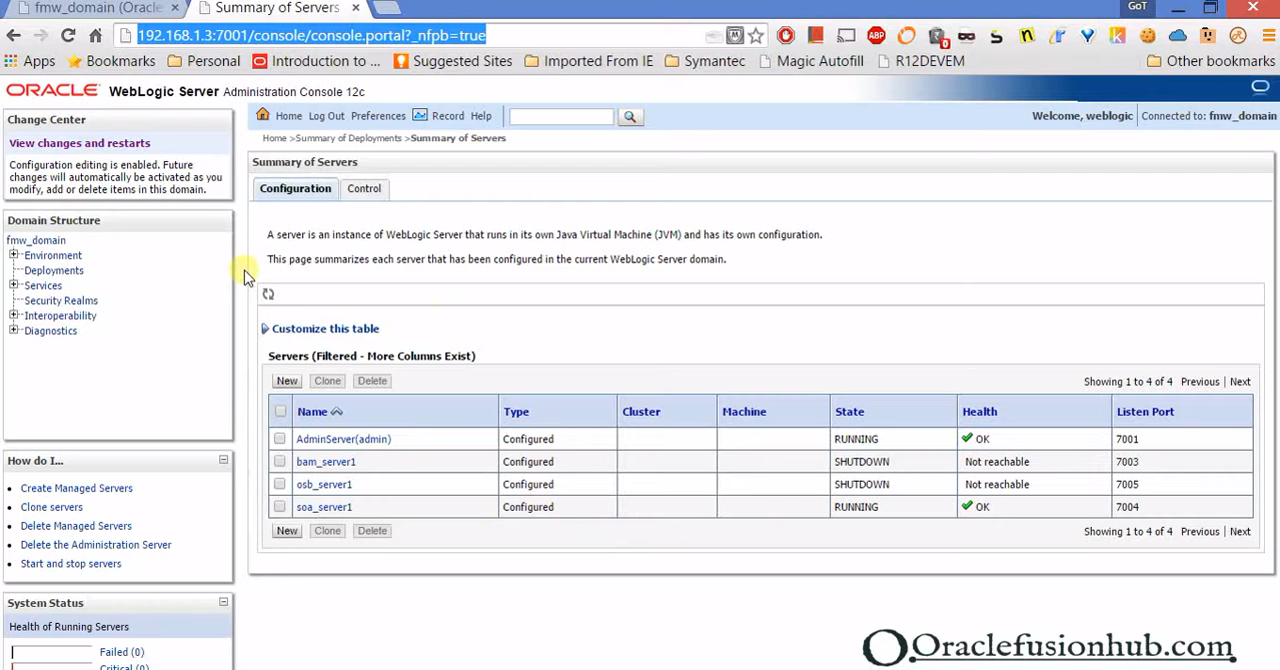 fmw_domain (Oracle
Summary of Servers
GoT
192.168.1.3:7001/console/console.portal?_nfpb=true
Apps
Bookmarks
Personal
Introduction to ...
Suggested Sites
Imported From IE
Symantec
Magic Autofill
R12DEVEM
Other bookmarks
ORACLE WebLogic Server Administration Console 12c
Change Center
View changes and restarts
Configuration editing is enabled. Future
changes will automatically be activated as you
modify, add or delete items in this domain.
Domain Structure
fmw_domain
Environment
Deployments
Services
Security Realms
Interoperability
Diagnostics
How do I...
Create Managed Servers
Clone servers
Delete Managed Servers
Delete the Administration Server
Start and stop servers
System Status
Health of Running Servers
Failed (0)
Critical (0)
Home Log Out Preferences Record Help
Welcome, weblogic
Connected to: fmw_domain
Home >Summary of Deployments >Summary of Servers
Summary of Servers
Configuration Control
A server is an instance of WebLogic Server that runs in its own Java Virtual Machine (JVM) and has its own configuration.
This page summarizes each server that has been configured in the current WebLogic Server domain.
Customize this table
Servers (Filtered - More Columns Exist)
New Clone Delete
Showing 1 to 4 of 4 Previous | Next
Name Type Cluster Machine State Health Listen Port
AdminServer(admin) Configured RUNNING OK 7001
bam_server1 Configured SHUTDOWN Not reachable 7003
osb_server1 Configured SHUTDOWN Not reachable 7005
soa_server1 Configured RUNNING OK 7004
New Clone Delete
Showing 1 to 4 of 4 Previous | Next
Oraclefusionhub.com